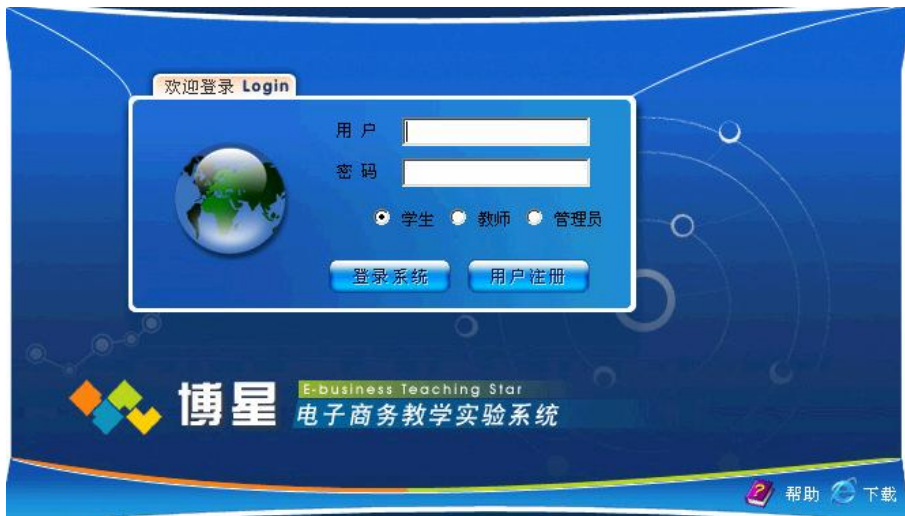 欢迎登录 Login
用 户
密 码
学生 教师 管理员
登录系统 用户注册
博星
E-business Teaching Star
电子商务教学实验系统
帮助 下载